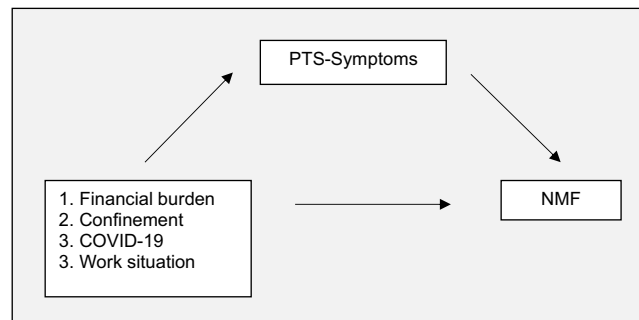 PTS-Symptoms
1. Financial burden
2. Confinement
3. COVID-19
3. Work situation
NMF